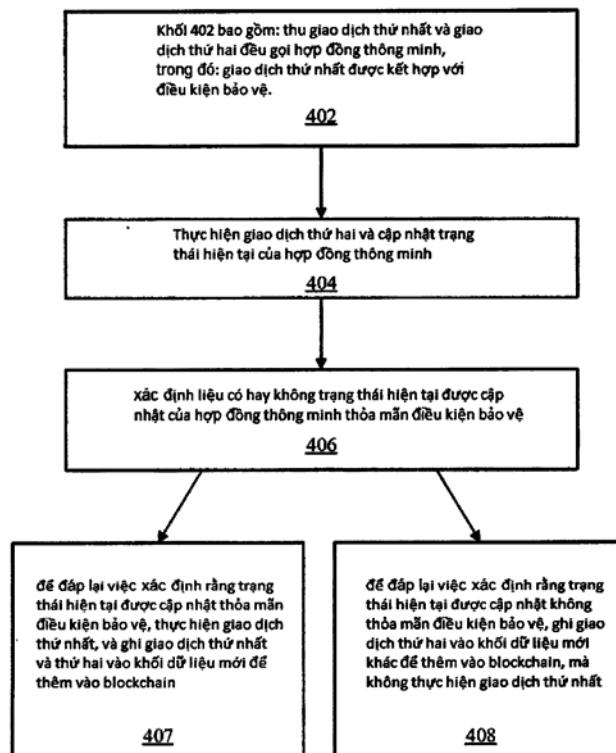 Khối 402 bao gồm: thu giao dịch thứ nhất và giao
dịch thứ hai đều gọi hợp đồng thông minh,
trong đó: giao dịch thứ nhất được kết hợp với
điều kiện bảo vệ.
402
Thực hiện giao dịch thứ hai và cập nhật trạng
thái hiện tại của hợp đồng thông minh
404
xác định liệu có hay không trạng thái hiện tại được cập
nhật của hợp đồng thông minh thỏa mãn điều kiện bảo vệ
406
để đáp lại việc xác định rằng trạng
thái hiện tại được cập nhật thỏa mãn
điều kiện bảo vệ, thực hiện giao dịch
thứ nhất, và ghi giao dịch thứ nhất
và thứ hai vào khối dữ liệu mới để
thêm vào blockchain
407
để đáp lại việc xác định rằng trạng
thái hiện tại được cập nhật không
thỏa mãn điều kiện bảo vệ, ghi giao
dịch thứ hai vào khối dữ liệu mới
khác để thêm vào blockchain, mà
không thực hiện giao dịch thứ nhất
408